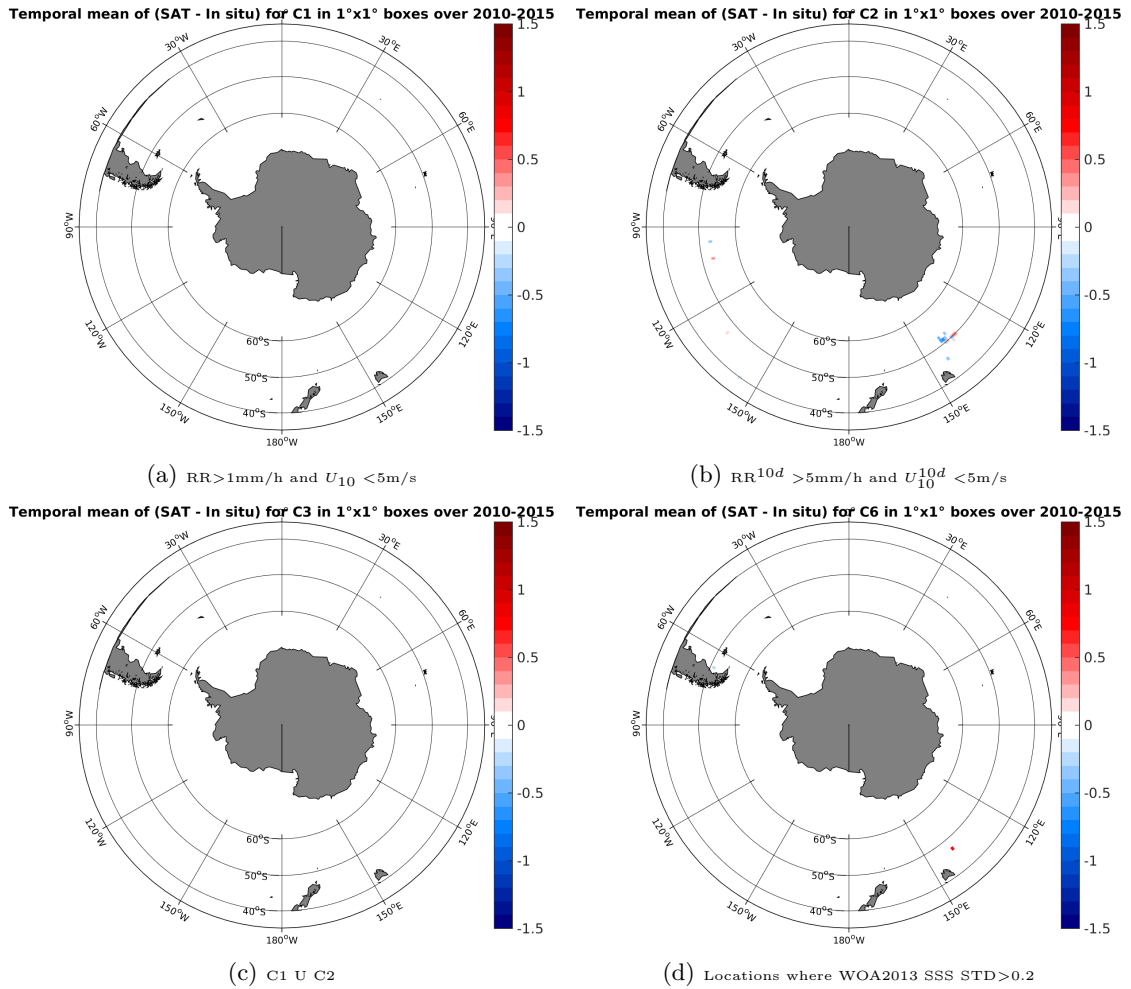 Temporal mean of (SAT - In situ) for C1 in 1°x1° boxes over 2010-2015
30°W
30°E
60°W
60°E
90°W
120°W
120°E
150°W
150°E
180°W
60°S
50°S
40°S
1.5
1
0.5
0
-0.5
-1
-1.5
(a) RR>1mm/h and U10 <5m/s
Temporal mean of (SAT - In situ) for C2 in 1°x1° boxes over 2010-2015
30°W
30°E
60°W
60°E
90°W
120°W
120°E
150°W
150°E
180°W
60°S
50°S
40°S
1.5
1
0.5
0
-0.5
-1
-1.5
(b) RR10d >5mm/h and U10d10 <5m/s
Temporal mean of (SAT - In situ) for C3 in 1°x1° boxes over 2010-2015
30°W
30°E
60°W
60°E
90°W
120°W
120°E
150°W
150°E
180°W
60°S
50°S
40°S
1.5
1
0.5
0
-0.5
-1
-1.5
(c) C1 U C2
Temporal mean of (SAT - In situ) for C6 in 1°x1° boxes over 2010-2015
30°W
30°E
60°W
60°E
90°W
120°W
120°E
150°W
150°E
180°W
60°S
50°S
40°S
1.5
1
0.5
0
-0.5
-1
-1.5
(d) Locations where WOA2013 SSS STD>0.2